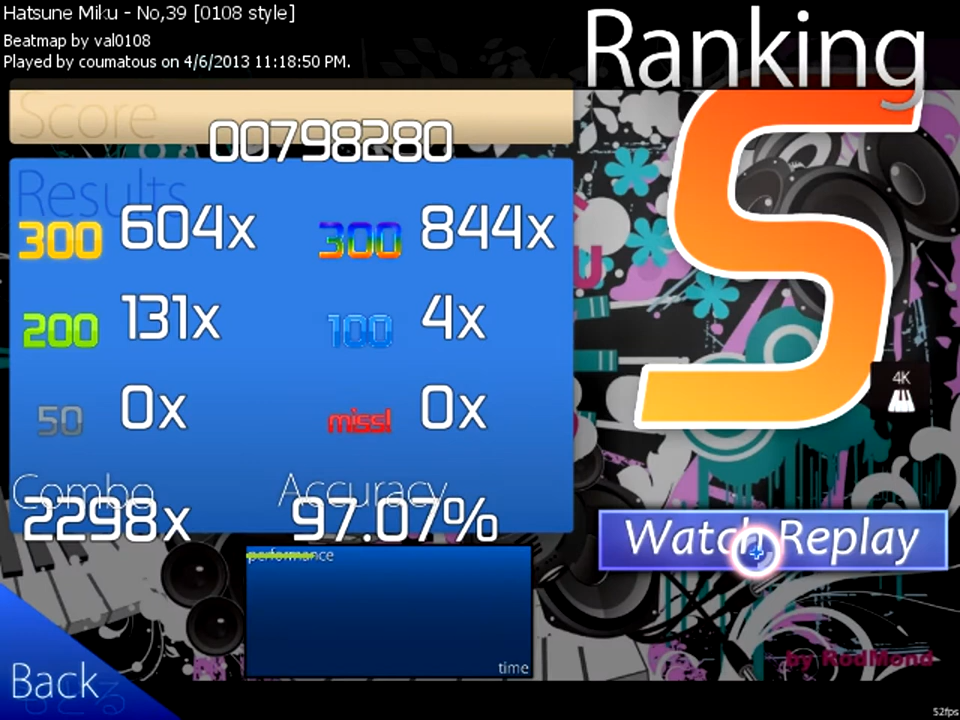 Hatsune Miku - No,39 [0108 style]
Beatmap by val0108
Played by coumatous on 4/6/2013 11:18:50 PM.
Ranking
S
Score
00798280
Results
300 604x 300 844x
200 131x 100 4x
50 0x miss! 0x
Combo Accuracy
2298x 97.07%
4K
Watch Replay
performance
time
by RodMond
Back
52fps